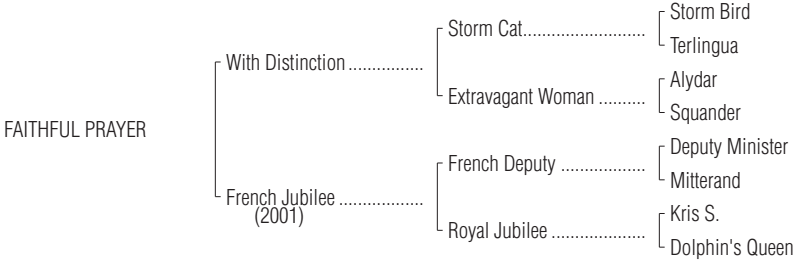 Storm Bird
Storm Cat..........................
Terlingua
With Distinction ................
Alydar
Extravagant Woman ..........
Squander
FAITHFUL PRAYER
Deputy Minister
French Deputy ..................
Mitterand
French Jubilee ..................
(2001)
Kris S.
Royal Jubilee ....................
Dolphin's Queen